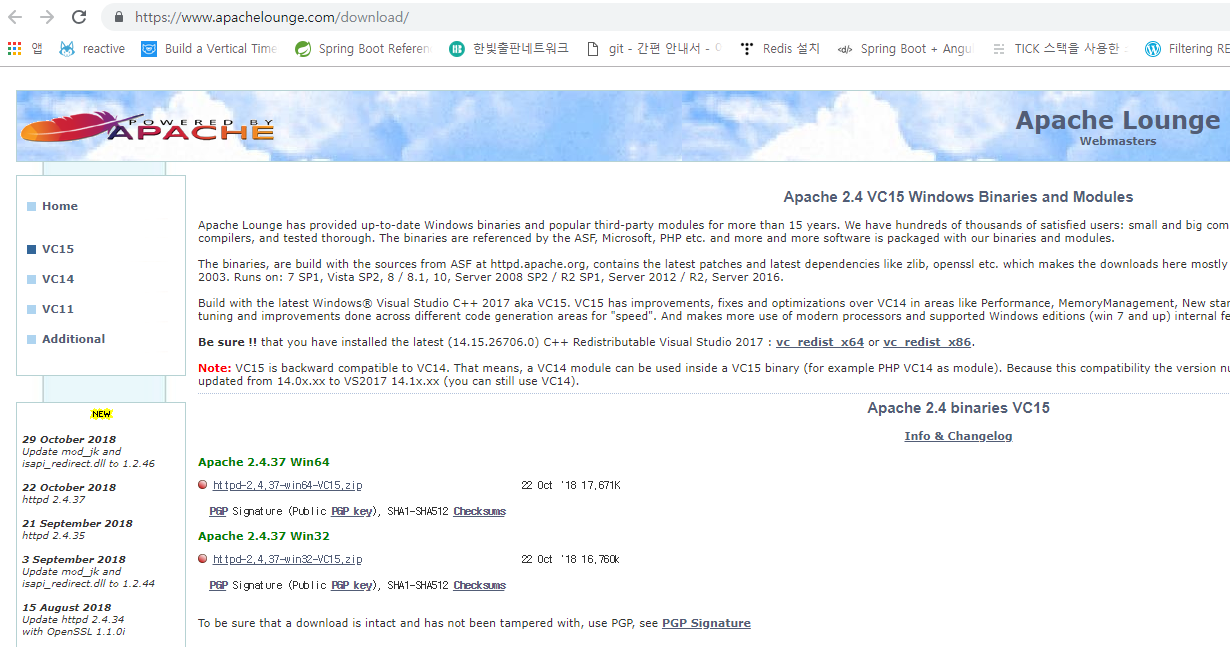 https://www.apachelounge.com/download/
앱 reactive Build a Vertical Time Spring Boot Referen 한빛출판네트워크 git - 간편 안내서 - Redis 설치 Spring Boot + Angu TICK 스택을 사용한 Filtering RE
POWERED BY
APACHE
Apache Lounge
Webmasters
Home
VC15
VC14
VC11
Additional
NEW
29 October 2018
Update mod_jk and
isapi_redirect.dll to 1.2.46
22 October 2018
httpd 2.4.37
21 September 2018
httpd 2.4.35
3 September 2018
Update mod_jk and
isapi_redirect.dll to 1.2.44
15 August 2018
Update httpd 2.4.34
with OpenSSL 1.1.0i
Apache 2.4 VC15 Windows Binaries and Modules
Apache Lounge has provided up-to-date Windows binaries and popular third-party modules for more than 15 years. We have hundreds of thousands of satisfied users: small and big com
compilers, and tested thorough. The binaries are referenced by the ASF, Microsoft, PHP etc. and more and more software is packaged with our binaries and modules.
The binaries, are build with the sources from ASF at httpd.apache.org, contains the latest patches and latest dependencies like zlib, openssl etc. which makes the downloads here mostly
2003. Runs on: 7 SP1, Vista SP2, 8 / 8.1, 10, Server 2008 SP2 / R2 SP1, Server 2012 / R2, Server 2016.
Build with the latest Windows® Visual Studio C++ 2017 aka VC15. VC15 has improvements, fixes and optimizations over VC14 in areas like Performance, MemoryManagement, New stan
tuning and improvements done across different code generation areas for "speed". And makes more use of modern processors and supported Windows editions (win 7 and up) internal fe
Be sure !! that you have installed the latest (14.15.26706.0) C++ Redistributable Visual Studio 2017 : vc_redist_x64 or vc_redist_x86.
Note: VC15 is backward compatible to VC14. That means, a VC14 module can be used inside a VC15 binary (for example PHP VC14 as module). Because this compatibility the version nu
updated from 14.0x.xx to VS2017 14.1x.xx (you can still use VC14).
Apache 2.4 binaries VC15
Info & Changelog
Apache 2.4.37 Win64
httpd-2.4.37-win64-VC15.zip 22 Oct '18 17.671K
PGP Signature (Public PGP key), SHA1-SHA512 Checksums
Apache 2.4.37 Win32
httpd-2.4.37-win32-VC15.zip 22 Oct '18 16.760k
PGP Signature (Public PGP key), SHA1-SHA512 Checksums
To be sure that a download is intact and has not been tampered with, use PGP, see PGP Signature